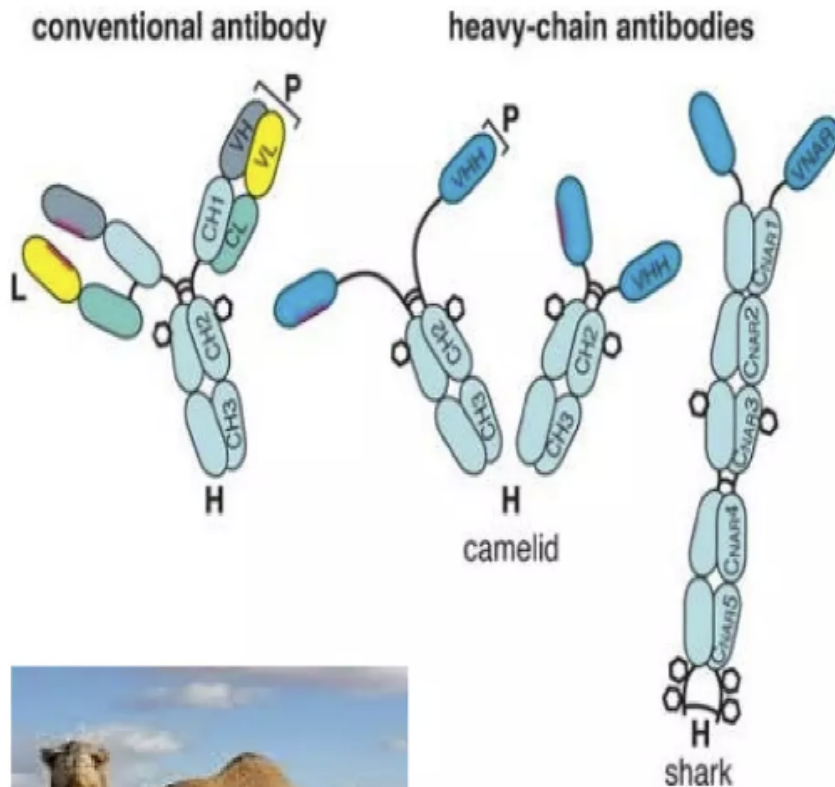 conventional antibody
heavy-chain antibodies
P
VH
VL
CH1
CL
L
CH2
CH3
H
P
VHH
CH2
CH3
VHH
CH2
CH3
H
camelid
VNAR
CNAR1
CNAR2
CNAR3
CNAR4
CNAR5
H
shark